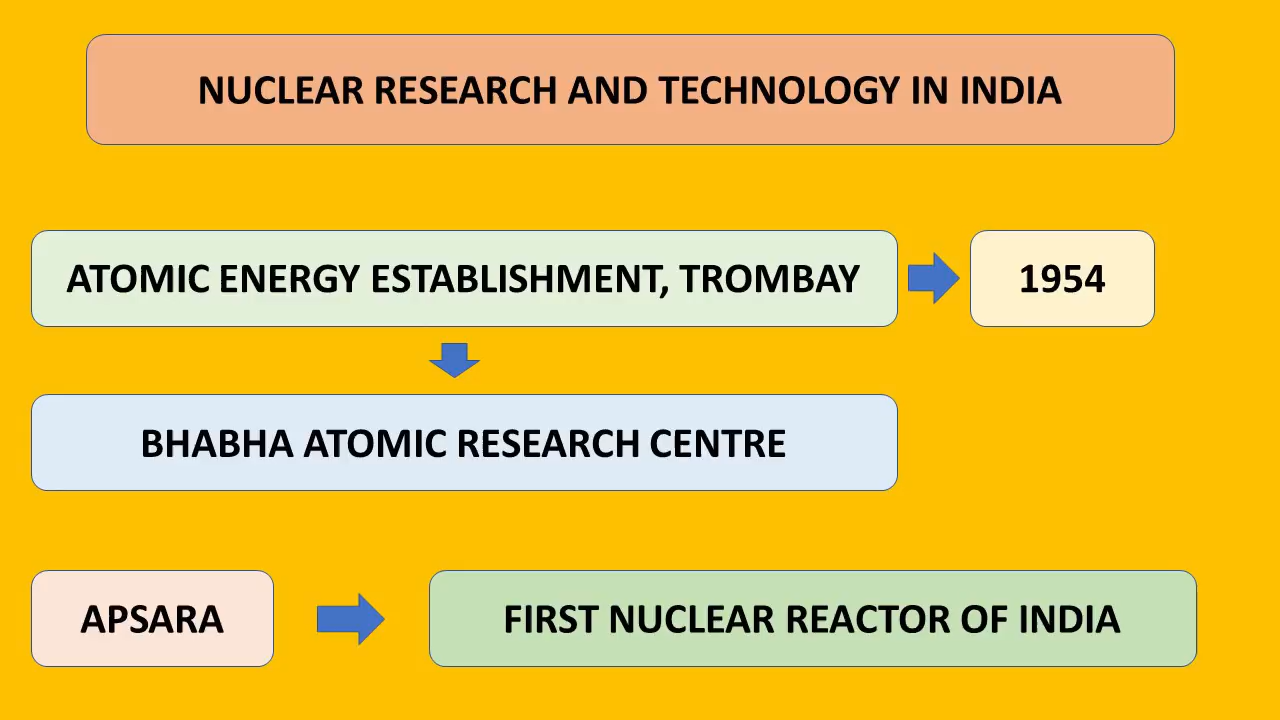 NUCLEAR RESEARCH AND TECHNOLOGY IN INDIA
ATOMIC ENERGY ESTABLISHMENT, TROMBAY
1954
BHABHA ATOMIC RESEARCH CENTRE
APSARA
FIRST NUCLEAR REACTOR OF INDIA